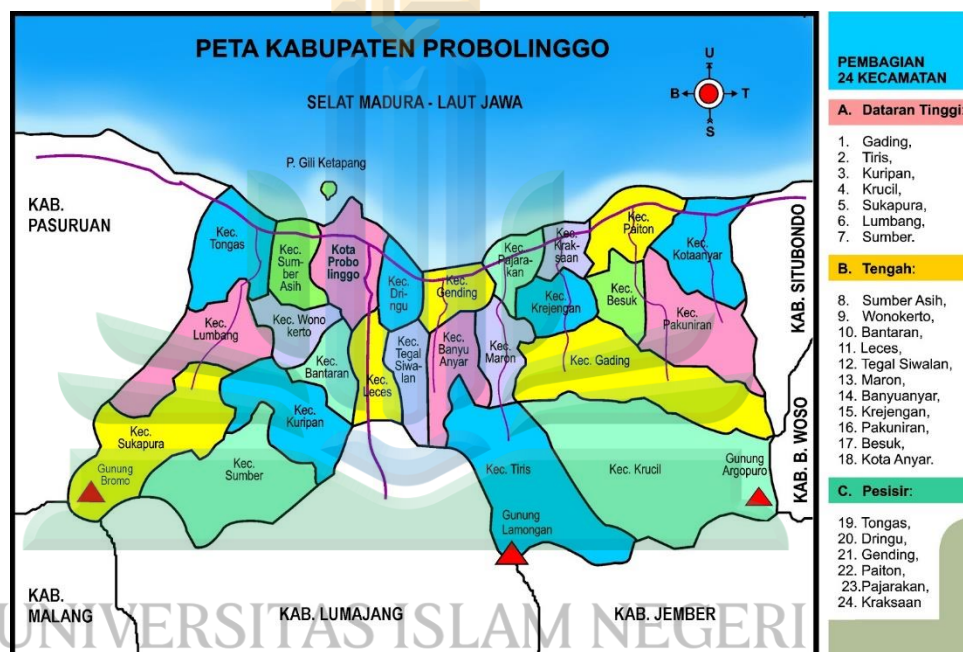 PETA KABUPATEN PROBOLINGGO
SELAT MADURA - LAUT JAWA
U
B
T
S
P. Gili Ketapang
KAB.
PASURUAN
Kec.
Tongas
Kec.
Sum-
ber
Asih
Kota
Probo
linggo
Kec.
Dri-
ngu
Kec.
Gending
Kec.
Pajara-
kan
Kec.
Krak-
saan
Kec.
Paiton
Kec.
Kotaanyar
KAB. SITUBONDO
Kec.
Lumbang
Kec. Wono
kerto
Kec.
Bantaran
Kec.
Leces
Kec.
Tegal
Siwa-
lan
Kec.
Banyu
Anyar
Kec.
Maron
Kec.
Krejengan
Kec.
Besuk
Kec.
Pakuniran
Kec. Gading
Kec.
Sukapura
Kec.
Kuripan
Kec.
Sumber
Kec. Tiris
Kec. Krucil
Gunung
Bromo
Gunung
Lamongan
Gunung
Argopuro
KAB. B. WOSO
KAB.
MALANG
KAB. LUMAJANG
KAB. JEMBER
PEMBAGIAN
24 KECAMATAN
A. Dataran Tinggi:
1. Gading,
2. Tiris,
3. Kuripan,
4. Krucil,
5. Sukapura,
6. Lumbang,
7. Sumber.
B. Tengah:
8. Sumber Asih,
9. Wonokerto,
10. Bantaran,
11. Leces,
12. Tegal Siwalan,
13. Maron,
14. Banyuanyar,
15. Krejengan,
16. Pakuniran,
17. Besuk,
18. Kota Anyar.
C. Pesisir:
19. Tongas,
20. Dringu,
21. Gending,
22. Paiton,
23.Pajarakan,
24. Kraksaan
UNIVERSITAS ISLAM NEGERI